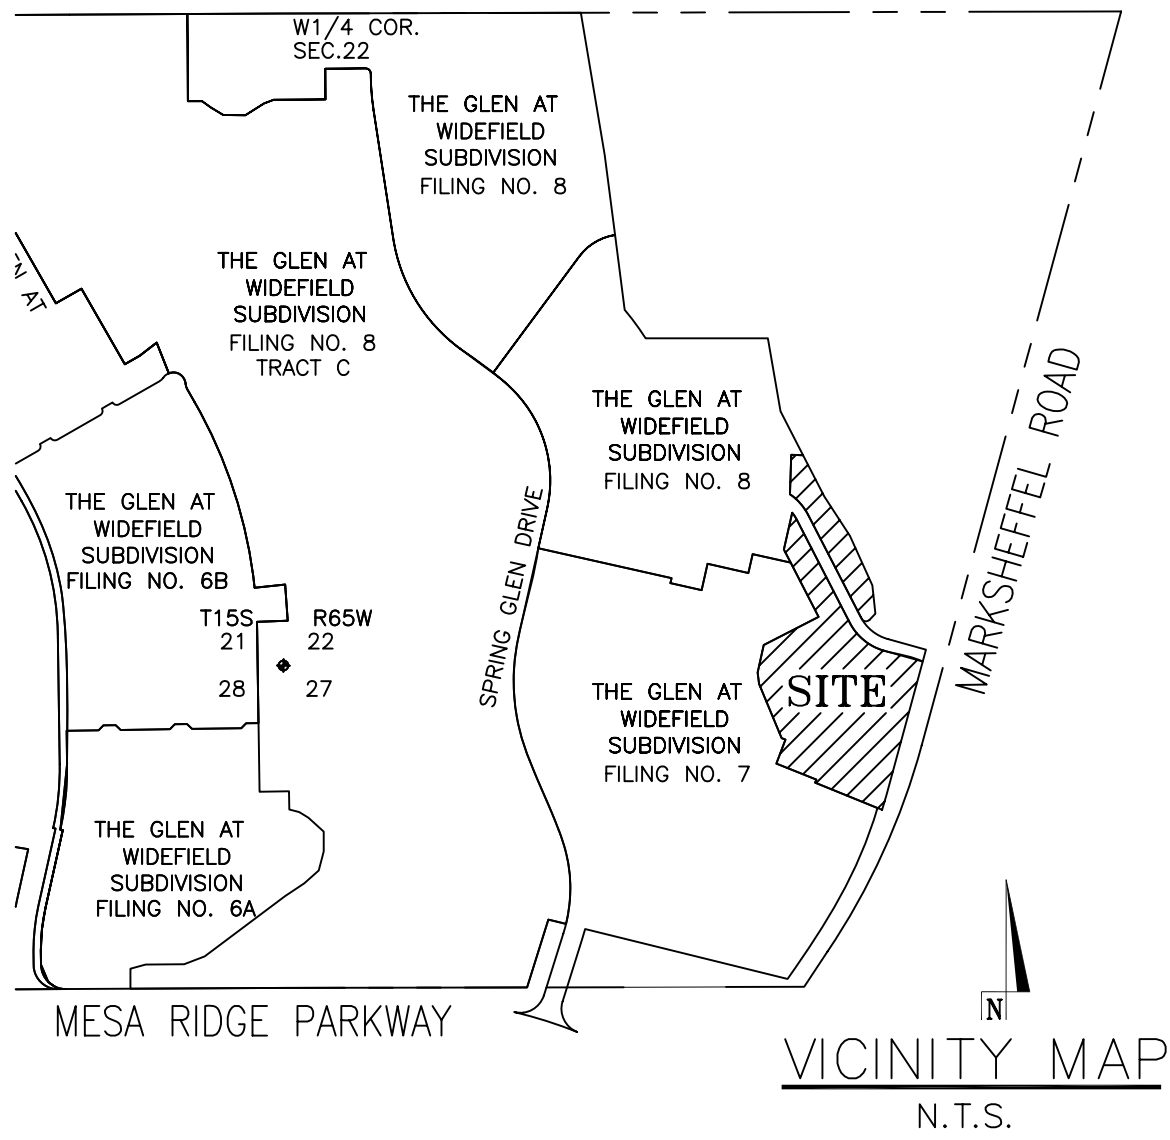 W1/4 COR.
SEC.22
THE GLEN AT
WIDEFIELD
SUBDIVISION
FILING NO. 8
THE GLEN AT
WIDEFIELD
SUBDIVISION
FILING NO. 8
TRACT C
N AT
THE GLEN AT
WIDEFIELD
SUBDIVISION
FILING NO. 8
MARKSHEFFEL ROAD
THE GLEN AT
WIDEFIELD
SUBDIVISION
FILING NO. 6B
SPRING GLEN DRIVE
T15S R65W
21 22
28 27
THE GLEN AT
WIDEFIELD
SUBDIVISION
FILING NO. 7
SITE
THE GLEN AT
WIDEFIELD
SUBDIVISION
FILING NO. 6A
MESA RIDGE PARKWAY
N
VICINITY MAP
N.T.S.